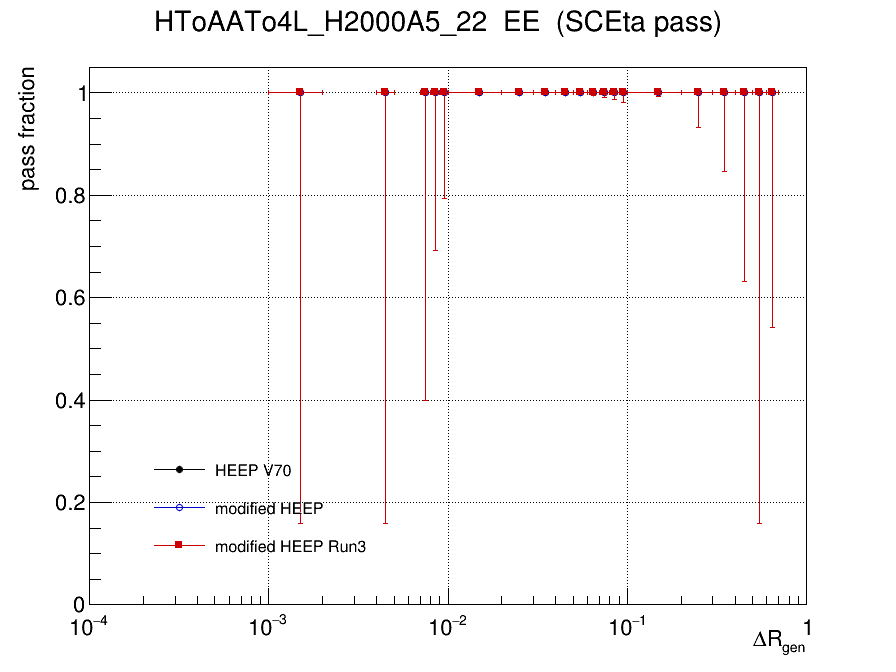 HToAATo4L_H2000A5_22 EE (SCEta pass)
pass fraction
1
0.8
0.6
0.4
0.2
0
HEEP V70
modified HEEP
modified HEEP Run3
10⁻⁴ 10⁻³ 10⁻² 10⁻¹ 1
ΔR_gen